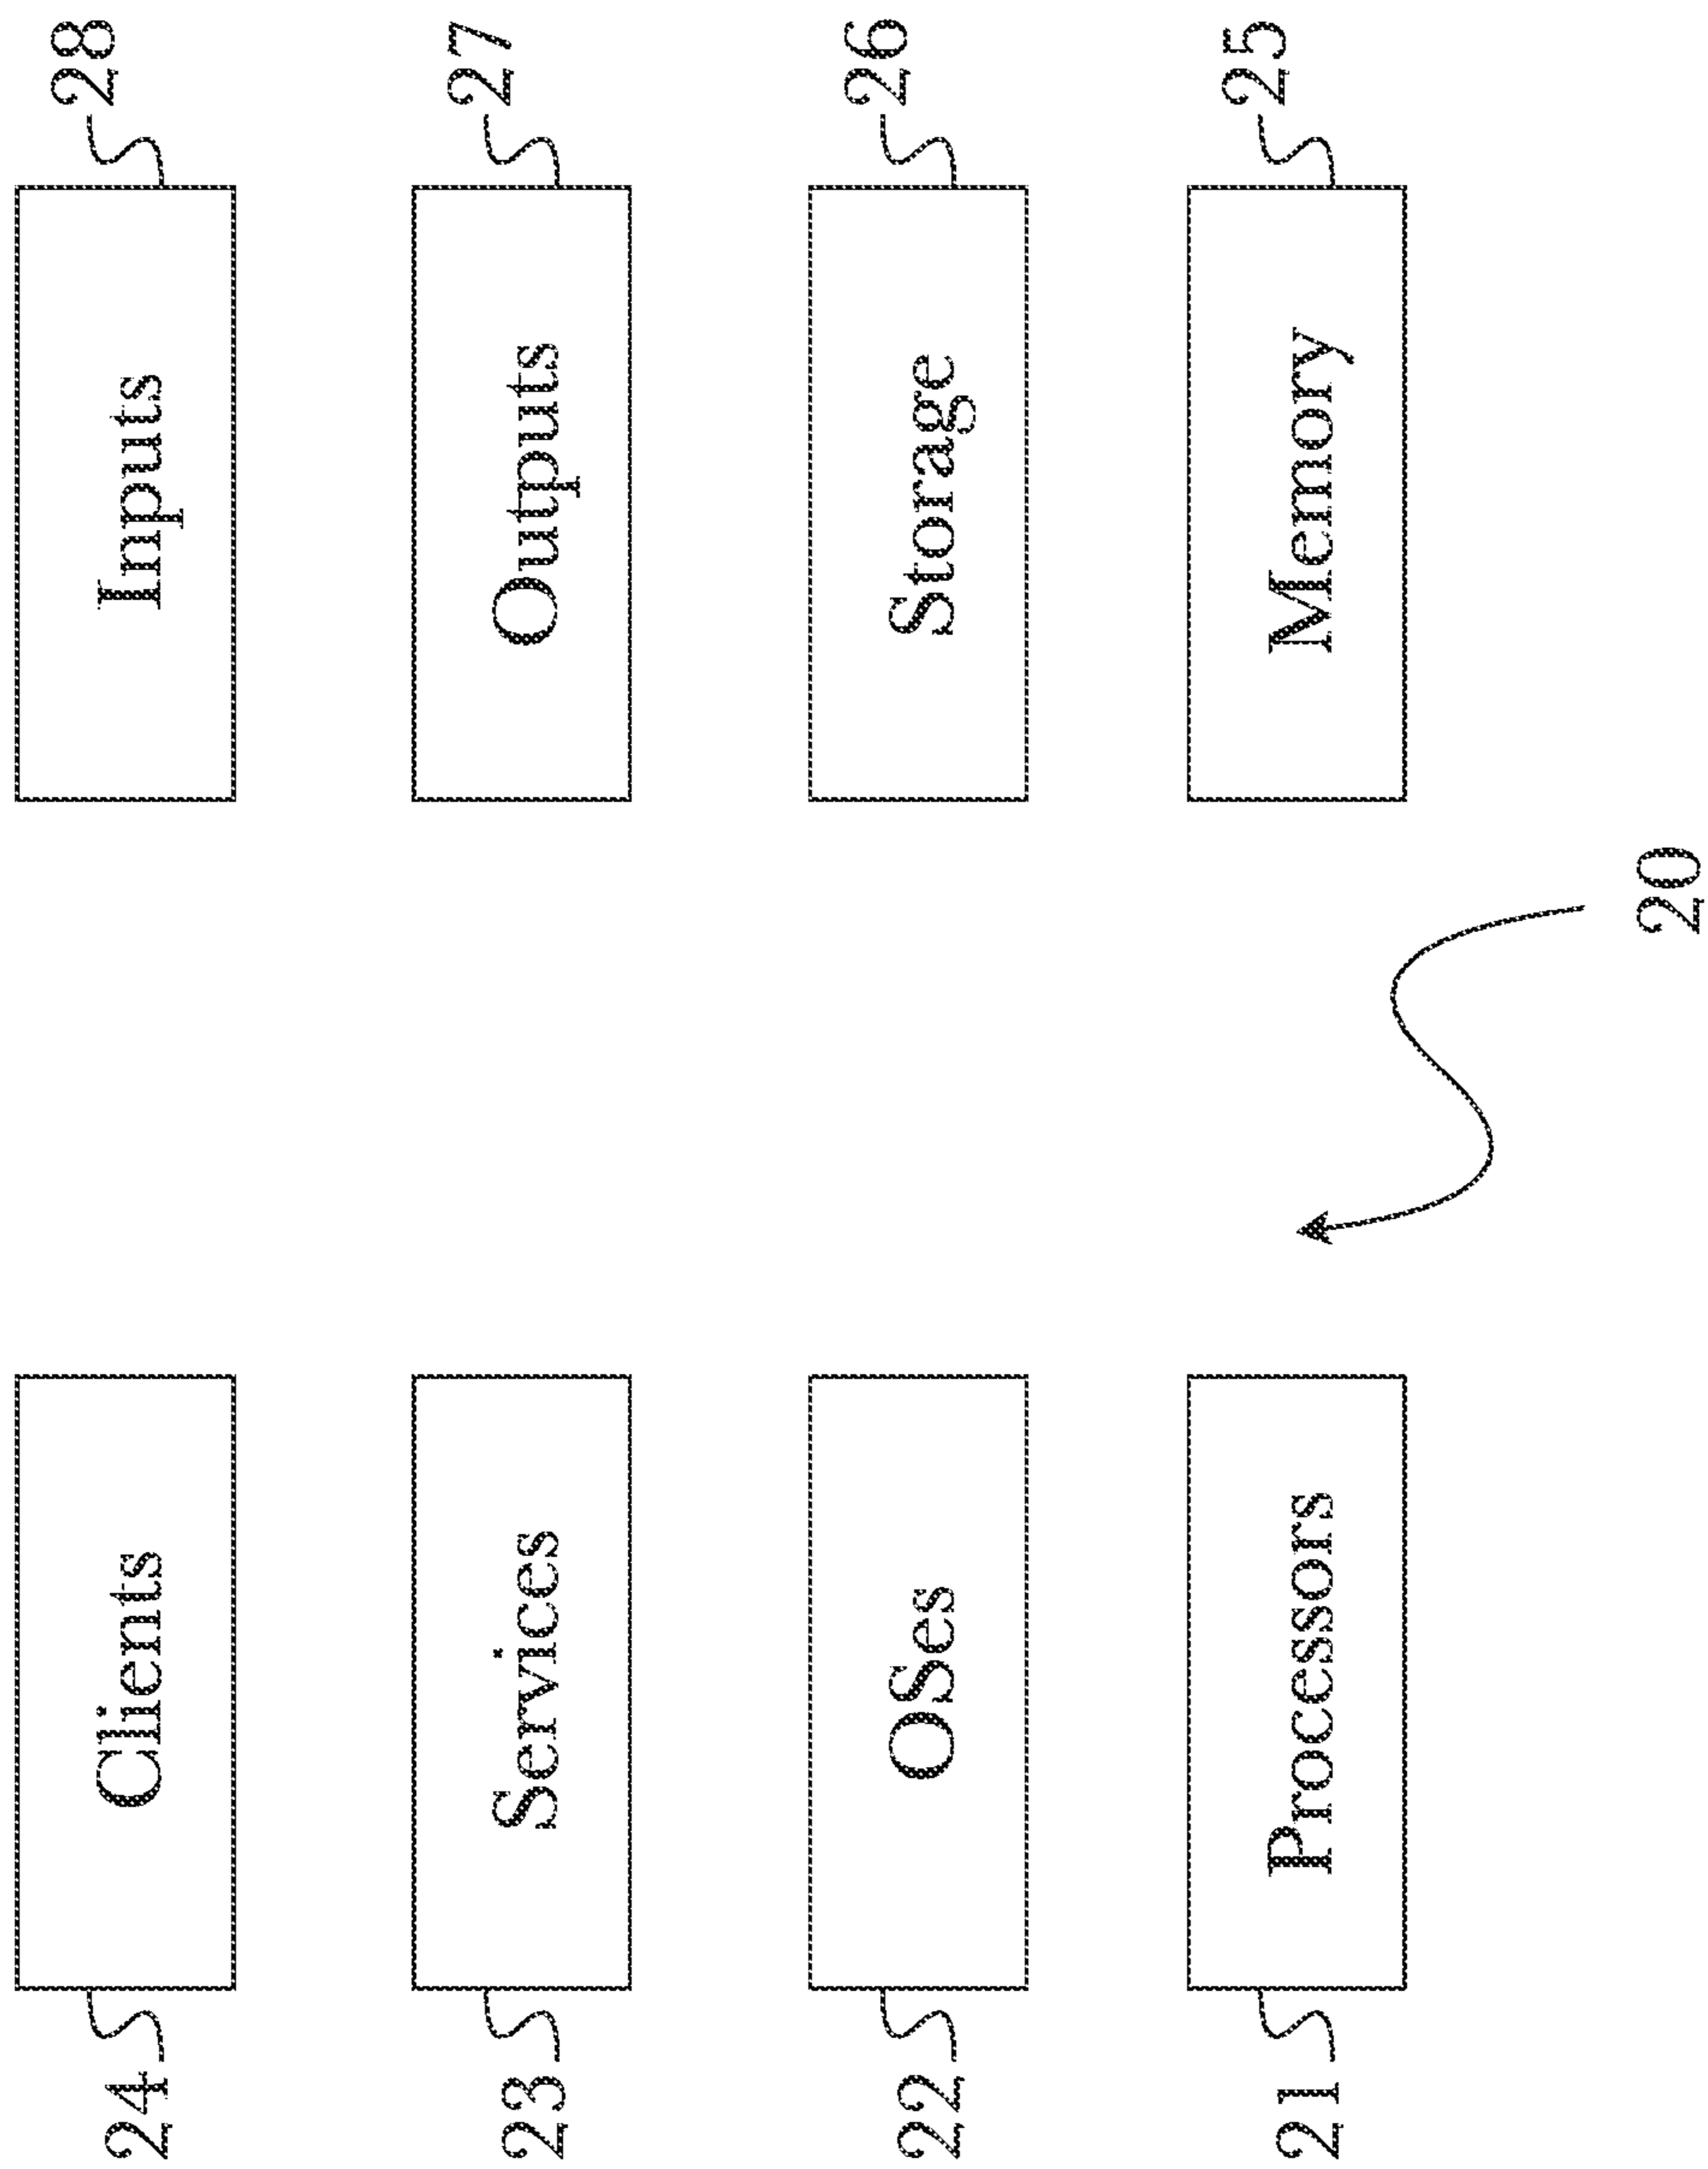 24
Clients
Inputs
28
23
Services
Outputs
27
22
OSes
Storage
26
21
Processors
Memory
25
20